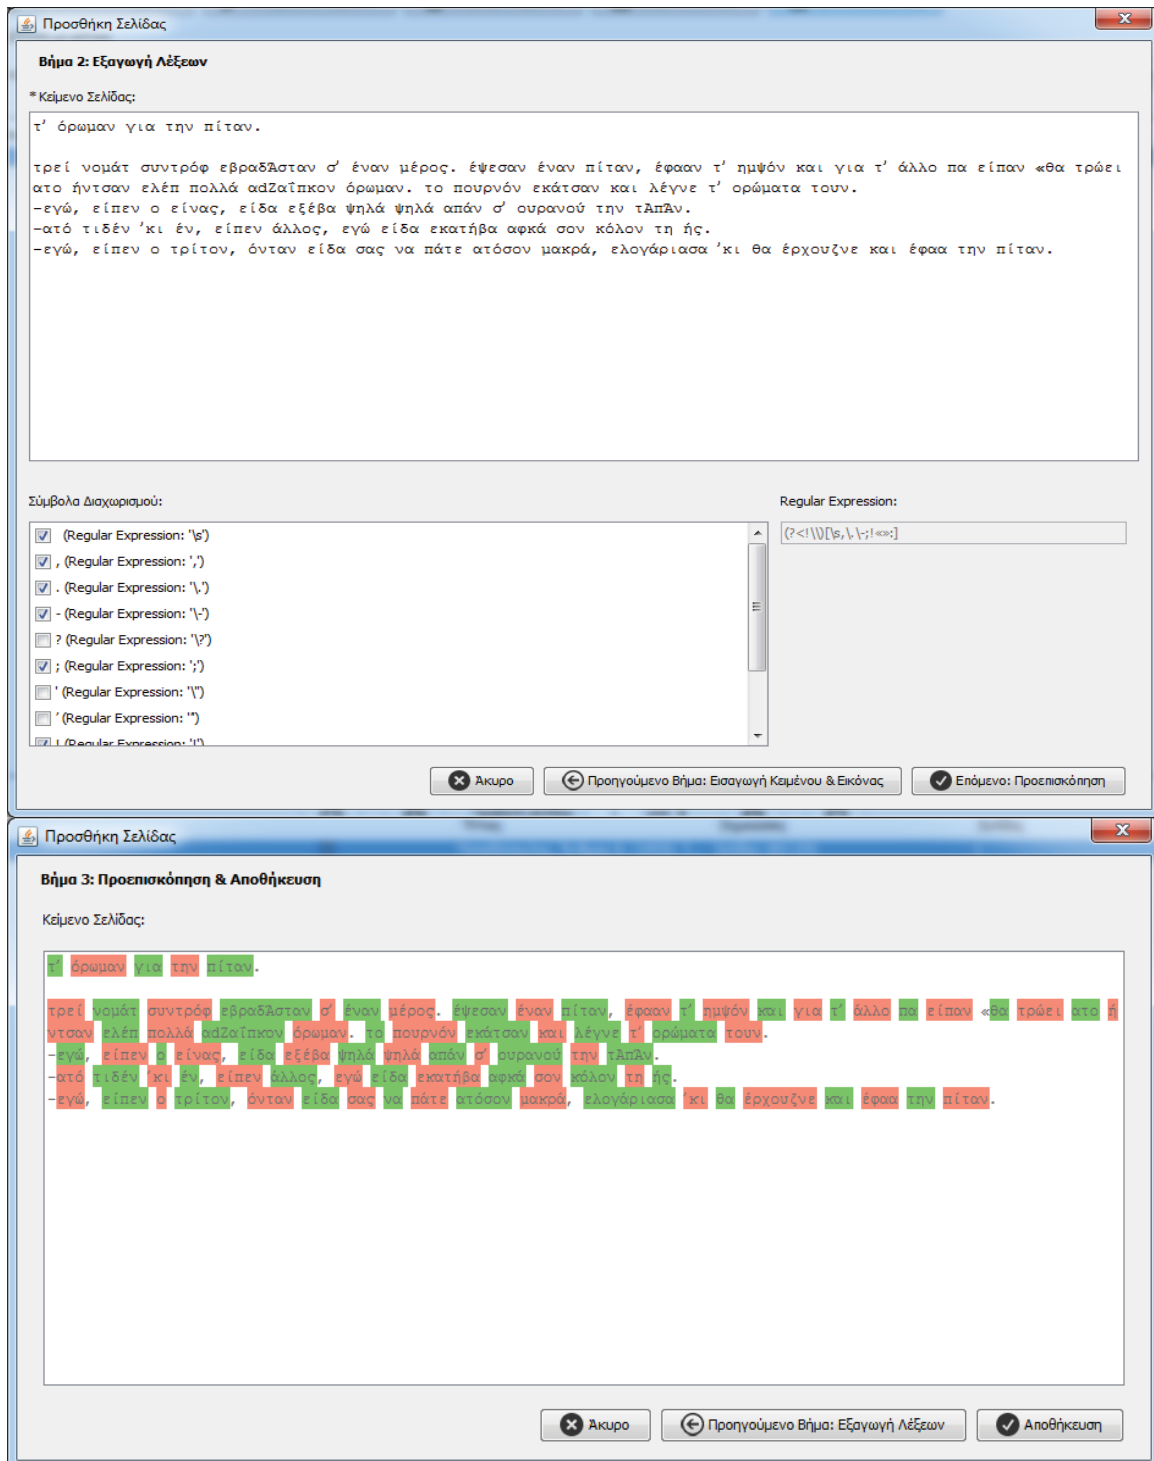 Προσθήκη Σελίδας
Βήμα 2: Εξαγωγή Λέξεων
* Κείμενο Σελίδας:
τ' όρωμαν για την πίταν.
τρεί νομάτ συντρόφ εβραδΆσταν σ' έναν μέρος. έψεσαν έναν πίταν, έφααν τ' ημψόν και για τ' άλλο πα είπαν «θα τρώει
ατο ήντσαν ελέπ πολλά αdZαΐπκον όρωμαν. το πουρνόν εκάτσαν και λέγνε τ' ορώματα τουν.
-εγώ, είπεν ο είνας, είδα εξέβα ψηλά ψηλά απάν σ' ουρανού την τΑπΆν.
-ατό τιδέν 'κι έν, είπεν άλλος, εγώ είδα εκατήβα αφκά σον κόλον τη ής.
-εγώ, είπεν ο τρίτον, όνταν είδα σας να πάτε ατόσον μακρά, ελογάριασα 'κι θα έρχουζνε και έφαα την πίταν.
Σύμβολα Διαχωρισμού:
Regular Expression:
(Regular Expression: '\s')
(?<!\\)[\s,\.\-;!«»:]
, (Regular Expression: ',')
. (Regular Expression: '\.')
- (Regular Expression: '\-')
? (Regular Expression: '\?')
; (Regular Expression: ';')
' (Regular Expression: '\'')
΄ (Regular Expression: '΄')
! (Regular Expression: '!')
Άκυρο
Προηγούμενο Βήμα: Εισαγωγή Κειμένου & Εικόνας
Επόμενο: Προεπισκόπηση
Προσθήκη Σελίδας
Βήμα 3: Προεπισκόπηση & Αποθήκευση
Κείμενο Σελίδας:
τ' όρωμαν για την πίταν.
τρεί νομάτ συντρόφ εβραδΆσταν σ' έναν μέρος. έψεσαν έναν πίταν, έφααν τ' ημψόν και για τ' άλλο πα είπαν «θα τρώει ατο ή
ντσαν ελέπ πολλά αdZαΐπκον όρωμαν. το πουρνόν εκάτσαν και λέγνε τ' ορώματα τουν.
-εγώ, είπεν ο είνας, είδα εξέβα ψηλά ψηλά απάν σ' ουρανού την τΑπΆν.
-ατό τιδέν 'κι έν, είπεν άλλος, εγώ είδα εκατήβα αφκά σον κόλον τη ής.
-εγώ, είπεν ο τρίτον, όνταν είδα σας να πάτε ατόσον μακρά, ελογάριασα 'κι θα έρχουζνε και έφαα την πίταν.
Άκυρο
Προηγούμενο Βήμα: Εξαγωγή Λέξεων
Αποθήκευση